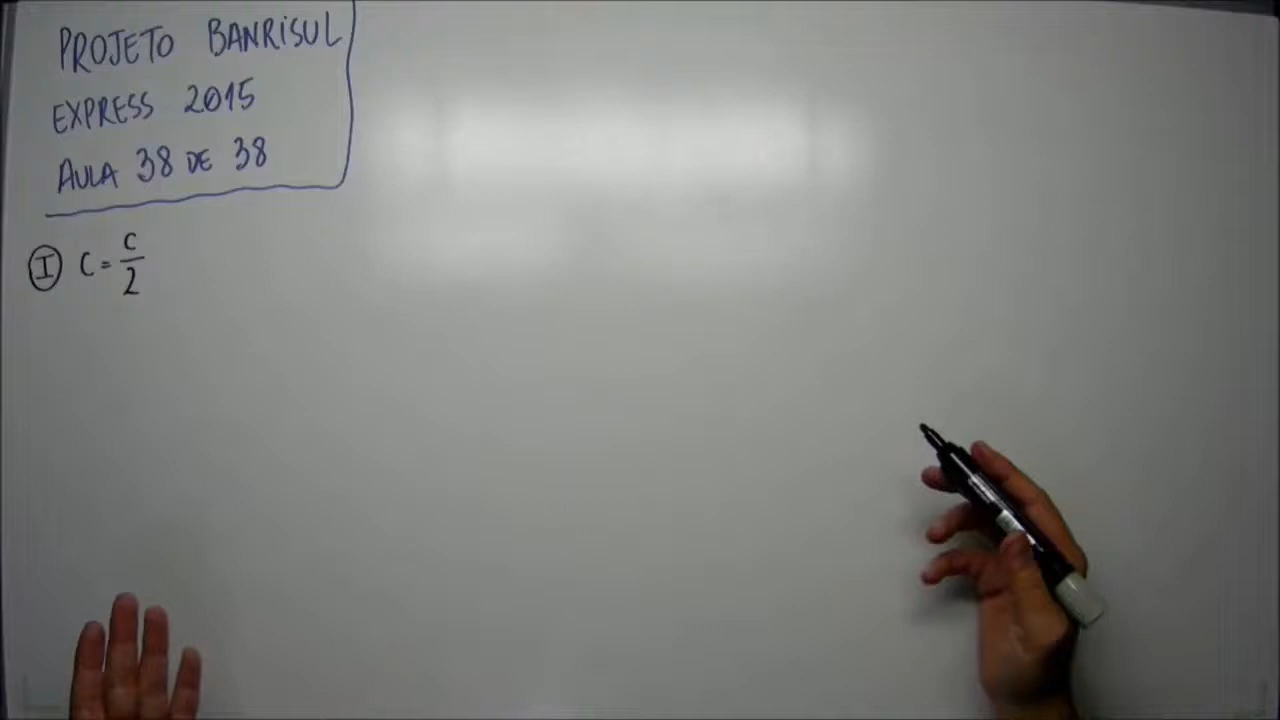 PROJETO BANRISUL
EXPRESS 2015
AULA 38 DE 38
I C = C/2